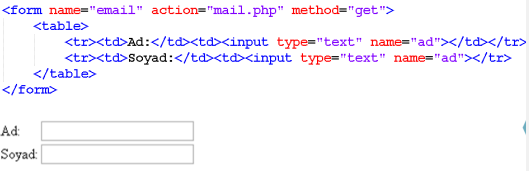 <form name="email" action="mail.php" method="get">
<table>
<tr><td>Ad:</td><td><input type="text" name="ad"></td></tr>
<tr><td>Soyad:</td><td><input type="text" name="ad"></tr>
</table>
</form>
Ad:
Soyad: